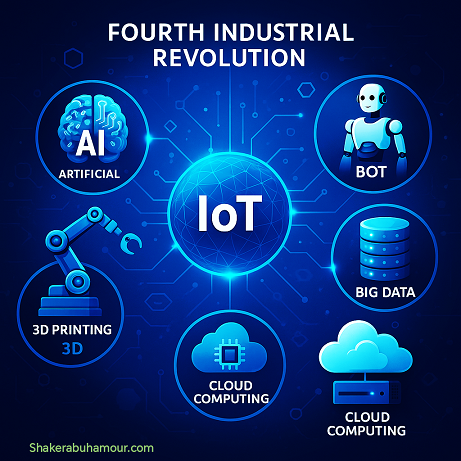 FOURTH INDUSTRIAL
REVOLUTION
AI
ARTIFICIAL
BOT
IoT
BIG DATA
3D PRINTING
3D
CLOUD
COMPUTING
CLOUD
COMPUTING
Shakerabuhamour.com